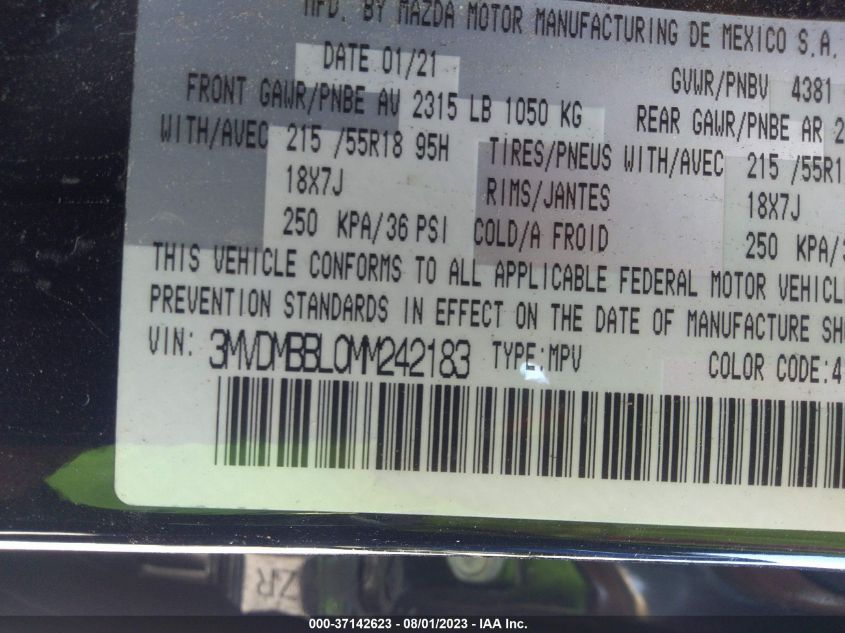 MFD. BY MAZDA MOTOR MANUFACTURING DE MEXICO S.A.
DATE 01/21 GVWR/PNBV 4381
FRONT GAWR/PNBE AV 2315 LB 1050 KG REAR GAWR/PNBE AR 2
WITH/AVEC 215 /55R18 95H TIRES/PNEUS WITH/AVEC 215 /55R1
18X7J RIMS/JANTES 18X7J
250 KPA/36 PSI COLD/A FROID 250 KPA/3
THIS VEHICLE CONFORMS TO ALL APPLICABLE FEDERAL MOTOR VEHICL
PREVENTION STANDARDS IN EFFECT ON THE DATE OF MANUFACTURE SH
VIN: 3MVDMBBL0MM242183 TYPE:MPV COLOR CODE:4
ZR
000-37142623 - 08/01/2023 - IAA Inc.